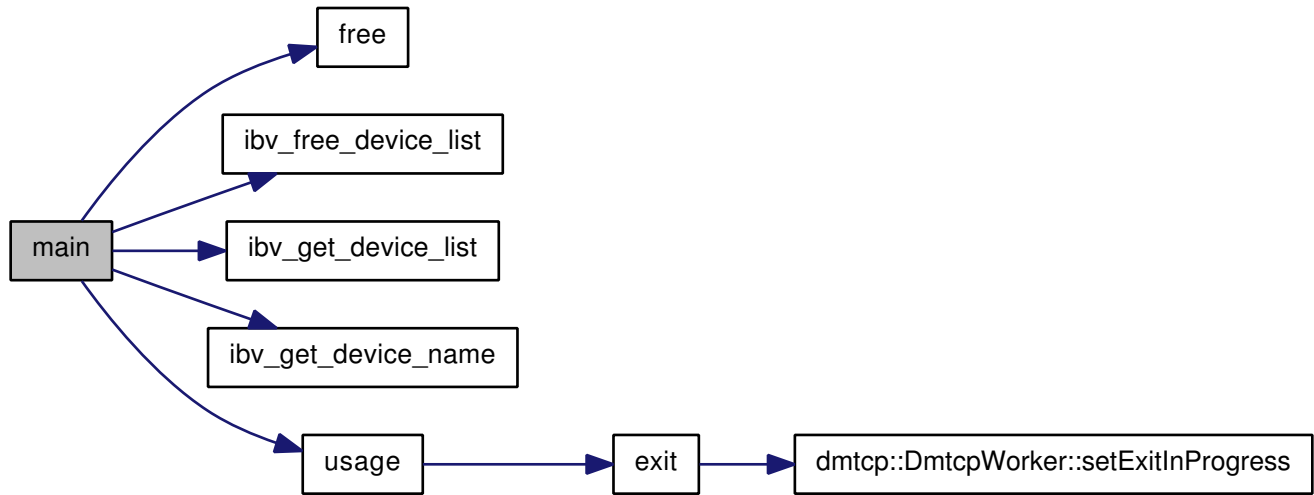 free
ibv_free_device_list
main
ibv_get_device_list
ibv_get_device_name
usage
exit
dmtcp::DmtcpWorker::setExitInProgress